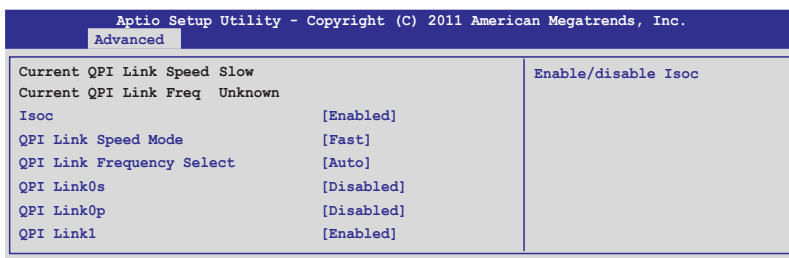 Aptio Setup Utility - Copyright (C) 2011 American Megatrends, Inc.
Advanced
Current QPI Link Speed Slow
Current QPI Link Freq Unknown
Isoc [Enabled]
QPI Link Speed Mode [Fast]
QPI Link Frequency Select [Auto]
QPI Link0s [Disabled]
QPI Link0p [Disabled]
QPI Link1 [Enabled]
Enable/disable Isoc